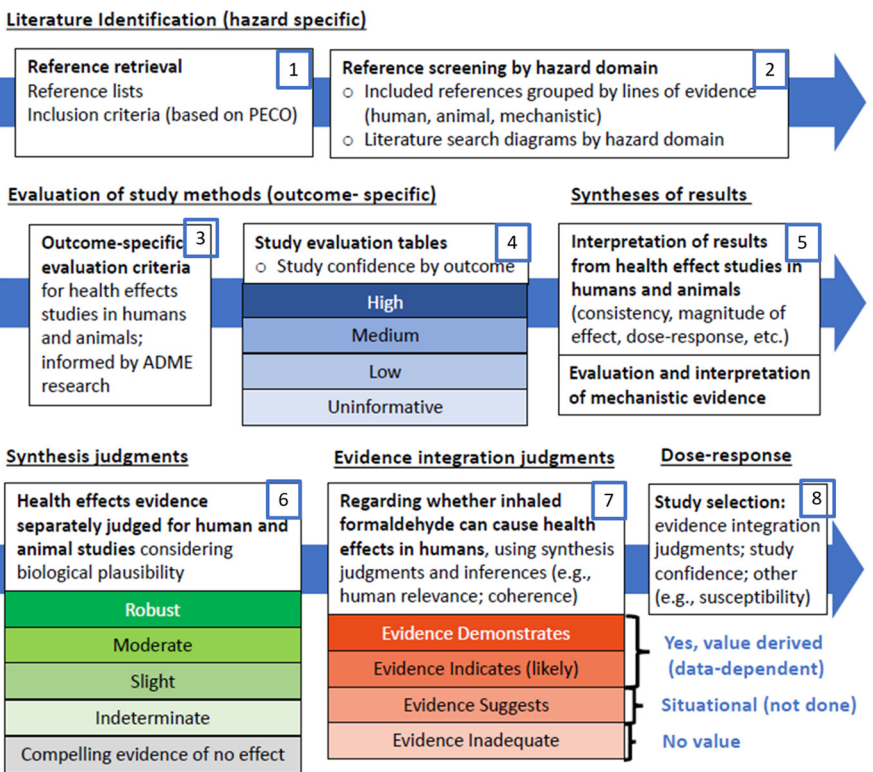 Literature Identification (hazard specific)
1
Reference retrieval
Reference lists
Inclusion criteria (based on PECO)
2
Reference screening by hazard domain
○ Included references grouped by lines of evidence
(human, animal, mechanistic)
○ Literature search diagrams by hazard domain
Evaluation of study methods (outcome- specific)
3
Outcome-specific
evaluation criteria
for health effects
studies in humans
and animals;
informed by ADME
research
4
Study evaluation tables
○ Study confidence by outcome
High
Medium
Low
Uninformative
Syntheses of results
5
Interpretation of results
from health effect studies in
humans and animals
(consistency, magnitude of
effect, dose-response, etc.)
Evaluation and interpretation
of mechanistic evidence
Synthesis judgments
6
Health effects evidence
separately judged for human and
animal studies considering
biological plausibility
Robust
Moderate
Slight
Indeterminate
Compelling evidence of no effect
Evidence integration judgments
7
Regarding whether inhaled
formaldehyde can cause health
effects in humans, using synthesis
judgments and inferences (e.g.,
human relevance; coherence)
Evidence Demonstrates
Evidence Indicates (likely)
Evidence Suggests
Evidence Inadequate
Dose-response
8
Study selection:
evidence integration
judgments; study
confidence; other
(e.g., susceptibility)
Yes, value derived
(data-dependent)
Situational (not done)
No value